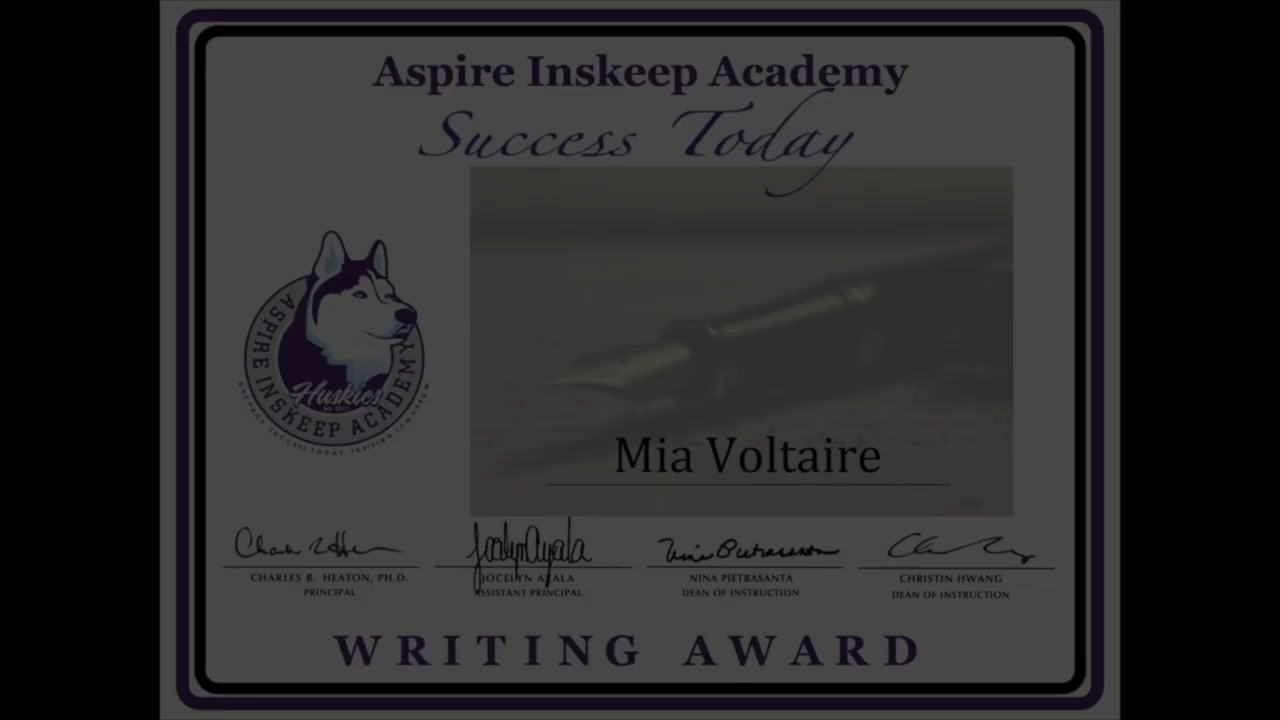 Aspire Inskeep Academy
Success Today
ASPIRE INSKEEP ACADEMY
Huskies
Mia Voltaire
CHARLES R. HEATON, PH.D.
PRINCIPAL
JOCELYN AYALA
ASSISTANT PRINCIPAL
NINA PIETRASANTA
DEAN OF INSTRUCTION
CHRISTIN HWANG
DEAN OF INSTRUCTION
WRITING AWARD